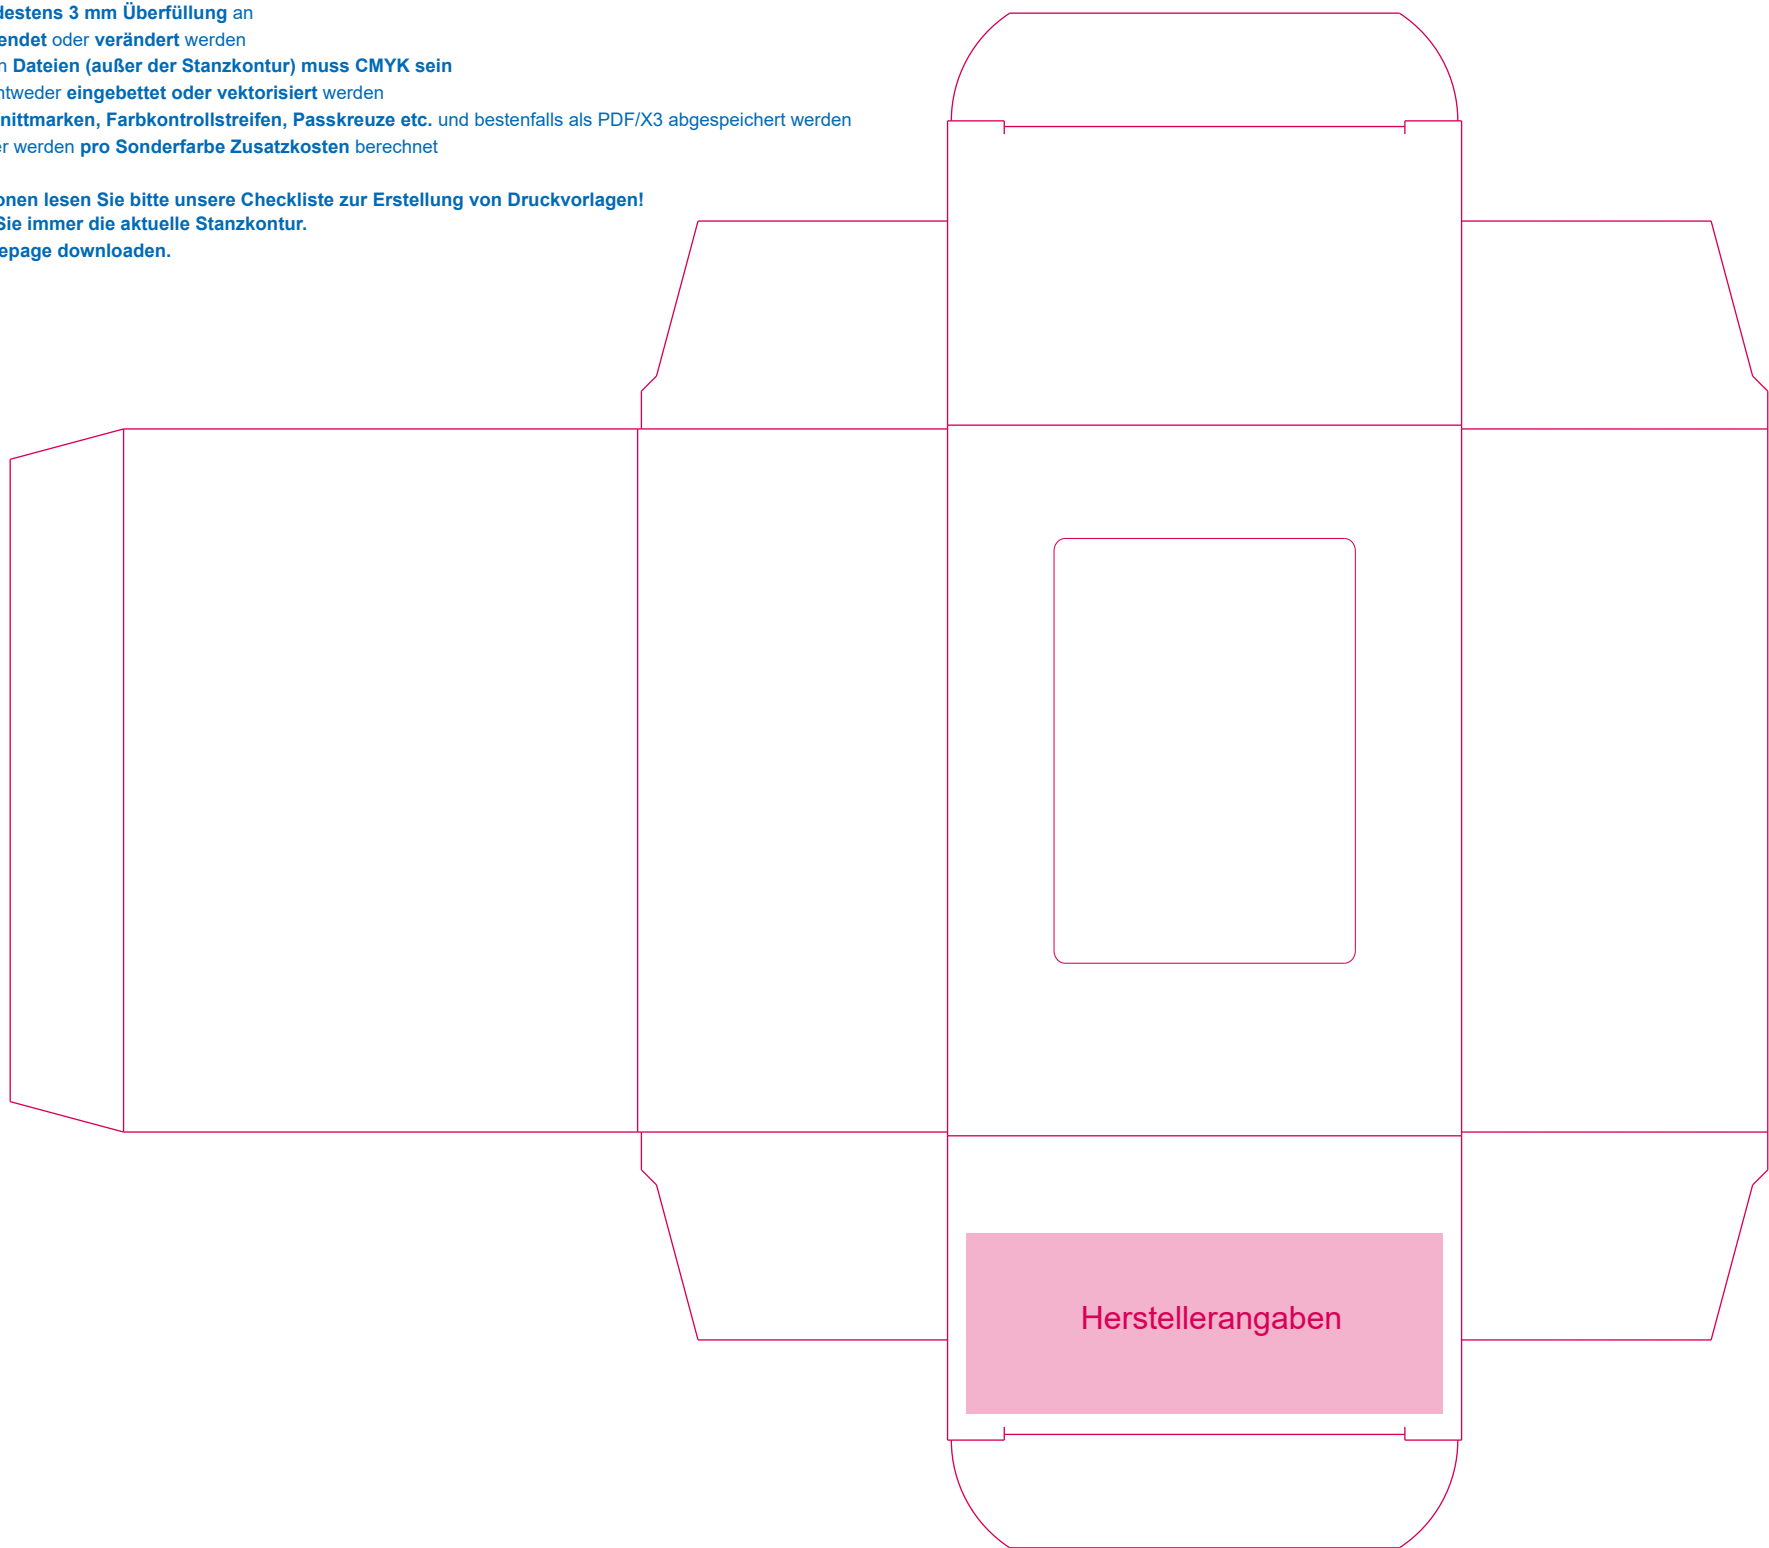 destens 3 mm Überfüllung an
endet oder verändert werden
n Dateien (außer der Stanzkontur) muss CMYK sein
ntweder eingebettet oder vektorisiert werden
nittmarken, Farbkontrollstreifen, Passkreuze etc. und bestenfalls als PDF/X3 abgespeichert werden
er werden pro Sonderfarbe Zusatzkosten berechnet
onen lesen Sie bitte unsere Checkliste zur Erstellung von Druckvorlagen!
Sie immer die aktuelle Stanzkontur.
epage downloaden.
Herstellerangaben